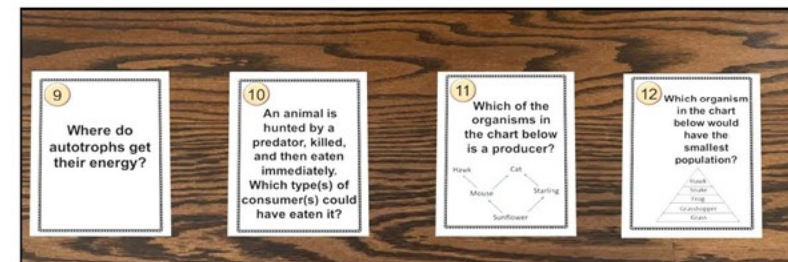 9
Where do
autotrophs get
their energy?
10
An animal is
hunted by a
predator, killed,
and then eaten
immediately.
Which type(s) of
consumer(s) could
have eaten it?
11
Which of the
organisms in
the chart below
is a producer?
Hawk Cat
Mouse Starling
Sunflower
12
Which organism
in the chart
below would
have the
smallest
population?
Hawk
Snake
Frog
Grasshopper
Grass